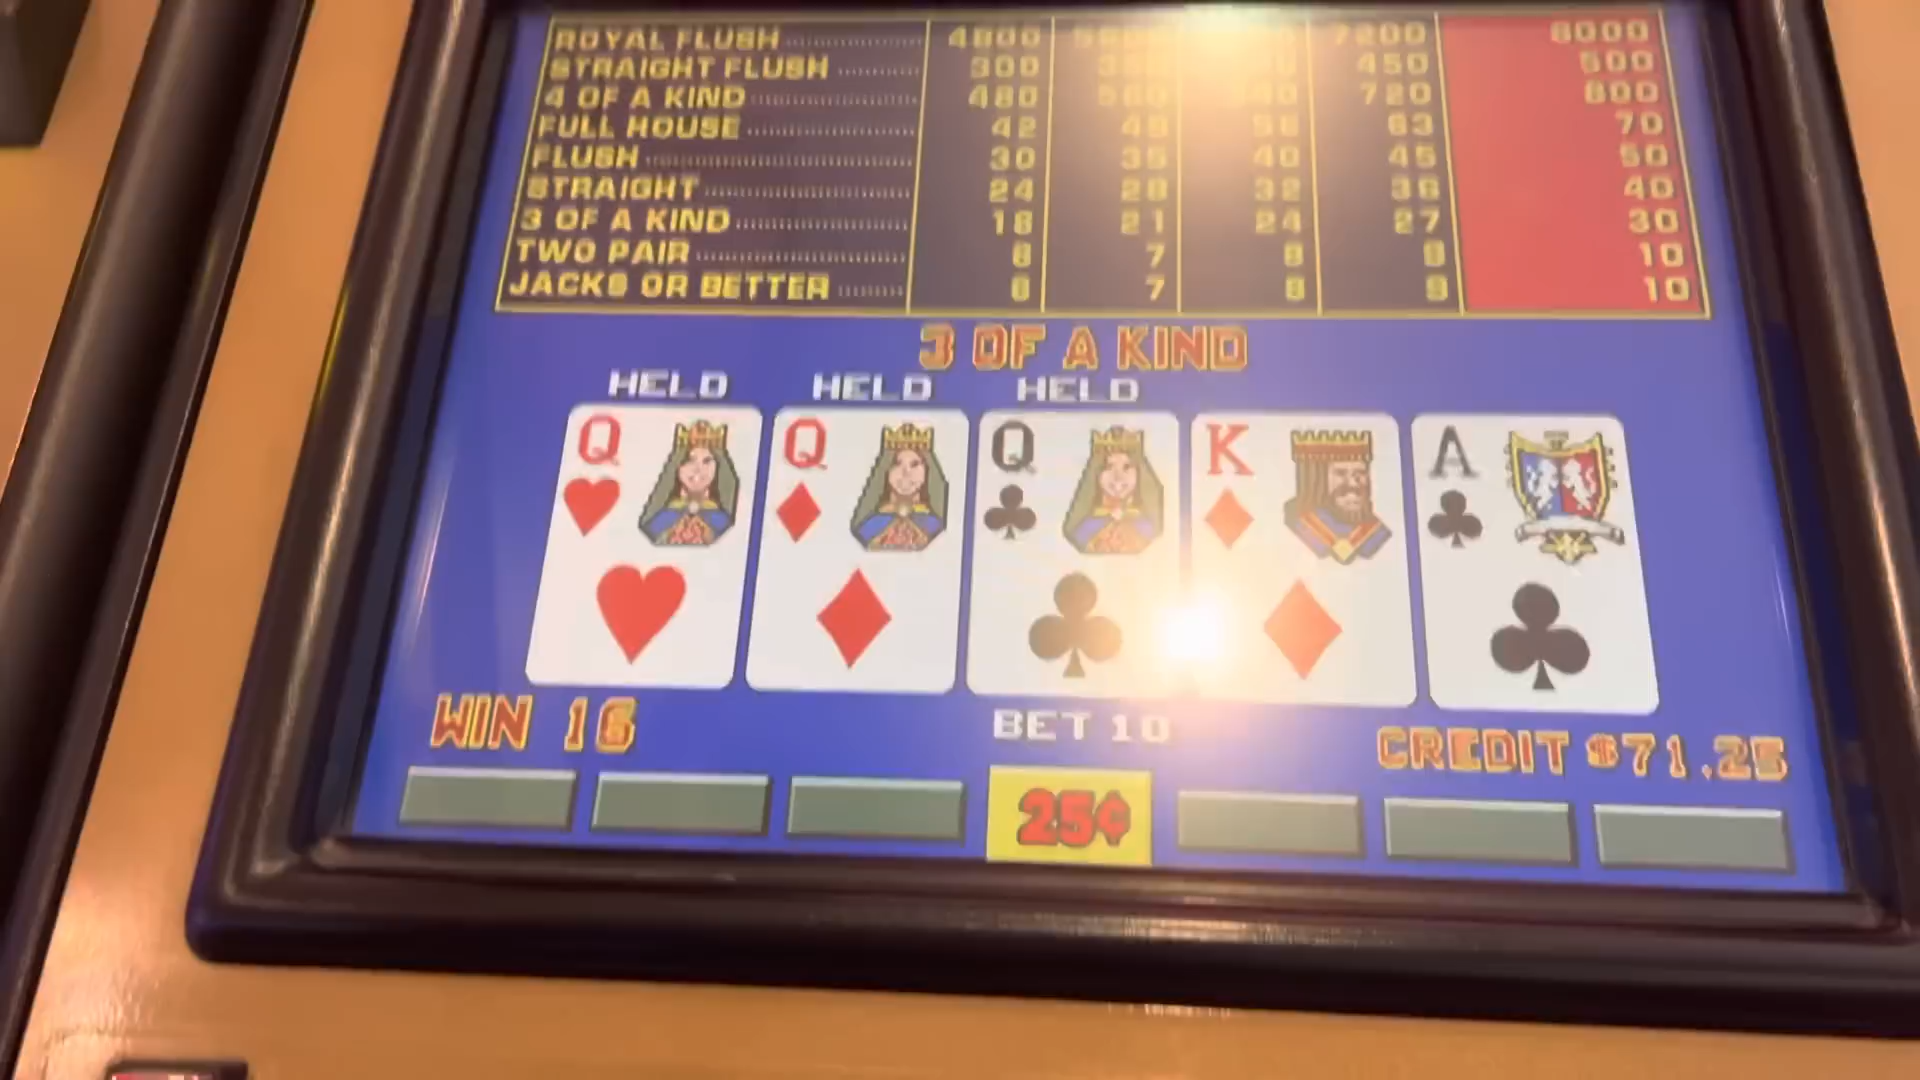 ROYAL FLUSH 4800 7200 8000
STRAIGHT FLUSH 300 450 500
4 OF A KIND 480 720 800
FULL HOUSE 42 49 56 63 70
FLUSH 30 35 40 45 50
STRAIGHT 24 28 32 36 40
3 OF A KIND 18 21 24 27 30
TWO PAIR 6 7 8 9 10
JACKS OR BETTER 6 7 8 9 10
3 OF A KIND
HELD HELD HELD
Q Q Q K A
WIN 16 BET 10 CREDIT $71.25
25¢